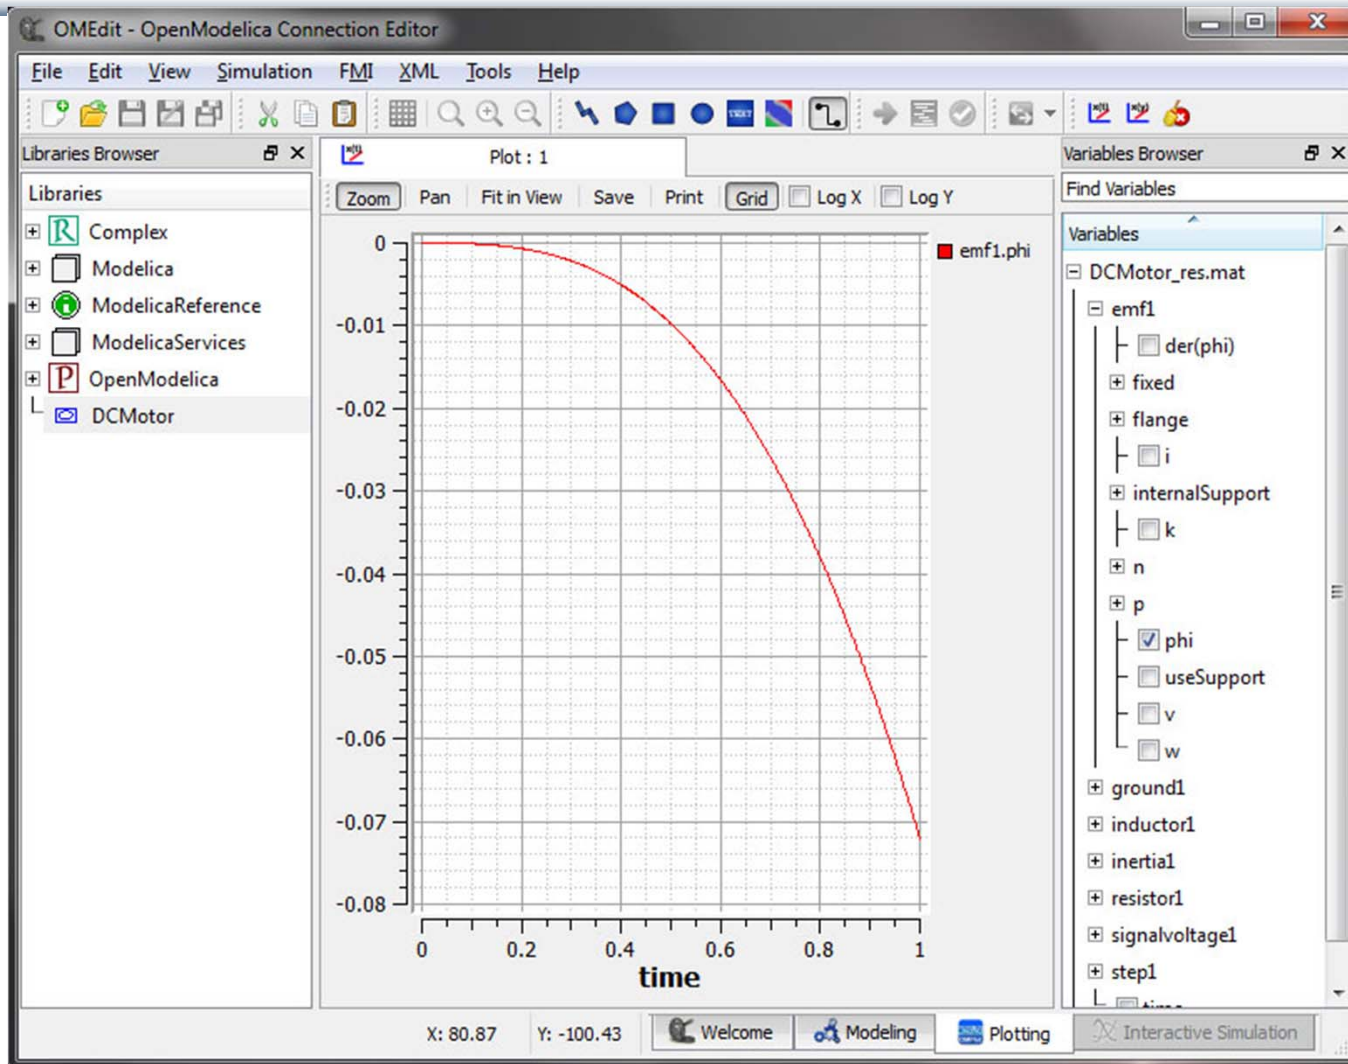 OMEdit - OpenModelica Connection Editor
File Edit View Simulation FMI XML Tools Help
Libraries Browser
Plot : 1
Variables Browser
Zoom Pan Fit in View Save Print Grid Log X Log Y
Find Variables
Libraries
Complex
Modelica
ModelicaReference
ModelicaServices
OpenModelica
DCMotor
0
-0.01
-0.02
-0.03
-0.04
-0.05
-0.06
-0.07
-0.08
0 0.2 0.4 0.6 0.8 1
time
emf1.phi
Variables
DCMotor_res.mat
emf1
der(phi)
fixed
flange
i
internalSupport
k
n
p
phi
useSupport
v
w
ground1
inductor1
inertia1
resistor1
signalvoltage1
step1
X: 80.87 Y: -100.43 Welcome Modeling Plotting Interactive Simulation